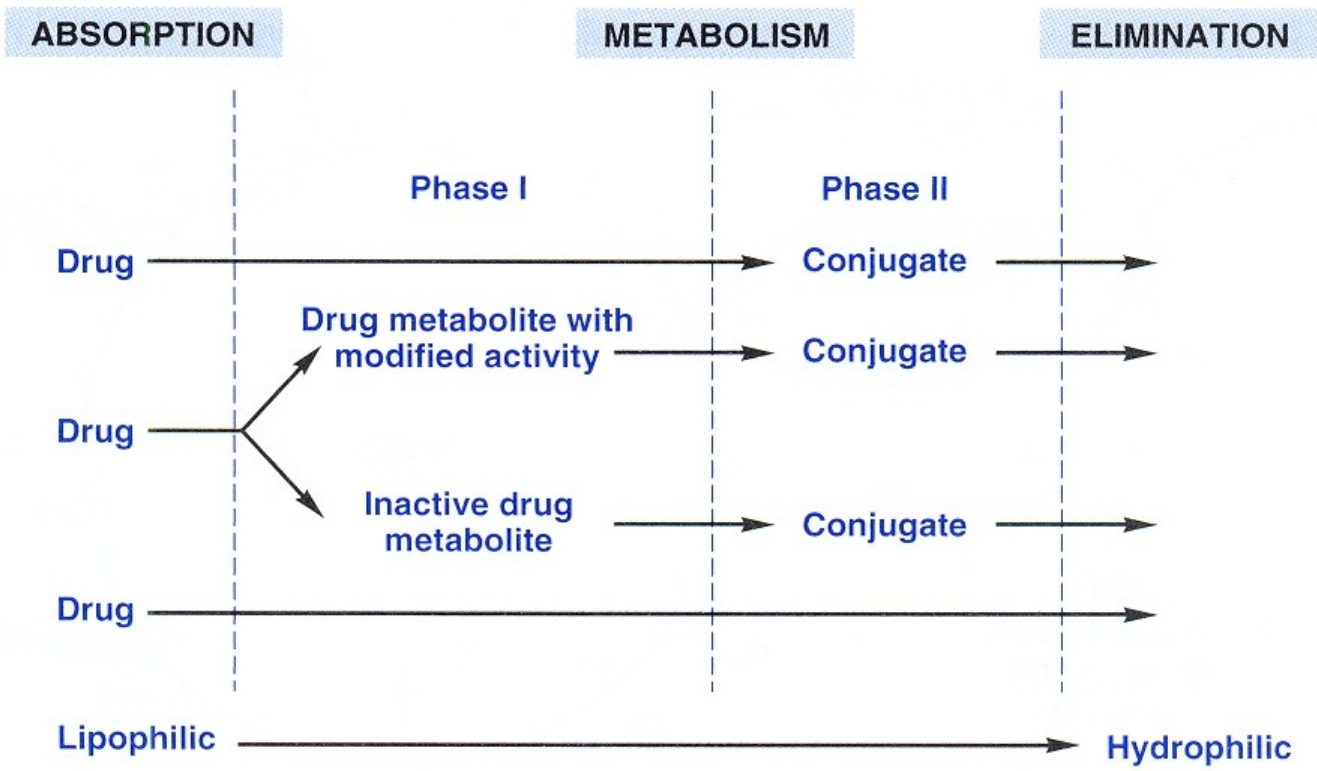 ABSORPTION METABOLISM ELIMINATION
Phase I Phase II
Drug Conjugate
Drug metabolite with
modified activity Conjugate
Drug
Inactive drug
metabolite Conjugate
Drug
Lipophilic Hydrophilic